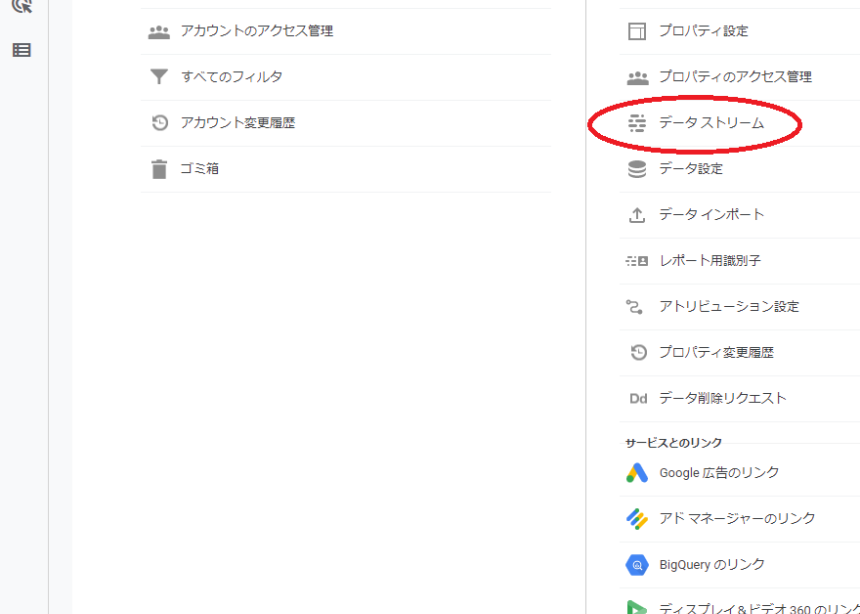 アカウントのアクセス管理
すべてのフィルタ
アカウント変更履歴
ゴミ箱
プロパティ設定
プロパティのアクセス管理
データ ストリーム
データ設定
データ インポート
レポート用識別子
アトリビューション設定
プロパティ変更履歴
Dd データ削除リクエスト
サービスとのリンク
Google 広告のリンク
アド マネージャーのリンク
BigQuery のリンク
ディスプレイ&ビデオ 360 のリンク